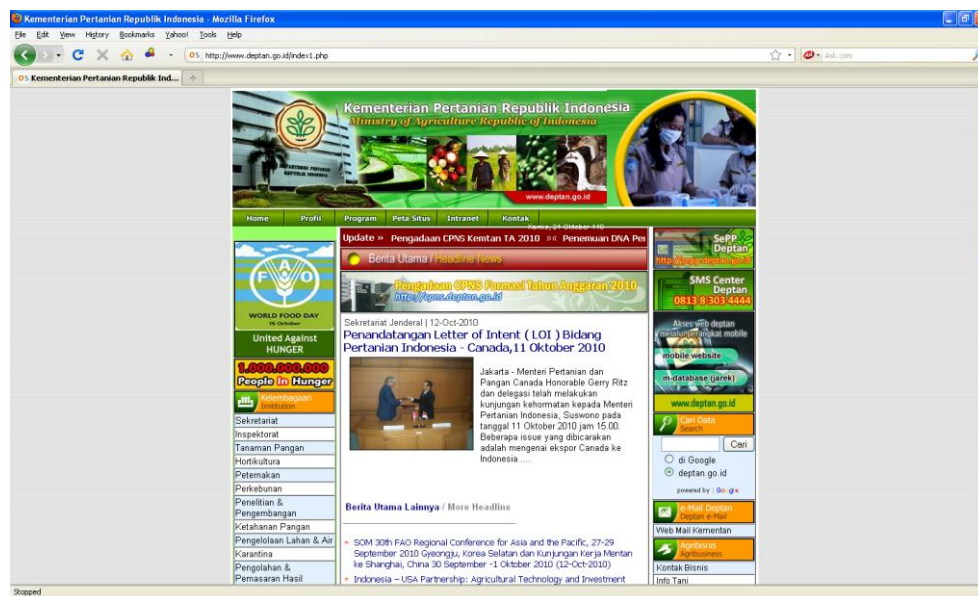 Kementerian Pertanian Republik Indonesia - Mozilla Firefox
File Edit View History Bookmarks Yahoo! Tools Help
http://www.deptan.go.id/index1.php
Ask.com
Kementerian Pertanian Republik Ind...
Kementerian Pertanian Republik Indonesia
Ministry of Agriculture Republic of Indonesia
DEPARTEMEN PERTANIAN
REPUBLIK INDONESIA
www.deptan.go.id
Home Profil Program Peta Situs Intranet Kontak
Update » Pengadaan CPNS Kemtan TA 2010 »« Penemuan DNA Pe
FAO
WORLD FOOD DAY
16 October
United Against
HUNGER
1.000.000.000
People In Hunger
Kelembagaan
Institution
Sekretariat
Inspektorat
Tanaman Pangan
Hortikultura
Peternakan
Perkebunan
Penelitian &
Pengembangan
Ketahanan Pangan
Pengelolaan Lahan & Air
Karantina
Pengolahan &
Pemasaran Hasil
Berita Utama / Headline News
Pengadaan CPNS Formasi Tahun Anggaran 2010
http://cpns.deptan.go.id
Sekretariat Jenderal | 12-Oct-2010
Penandatangan Letter of Intent ( LOI ) Bidang
Pertanian Indonesia - Canada,11 Oktober 2010
Jakarta - Menteri Pertanian dan
Pangan Canada Honorable Gerry Ritz
dan delegasi telah melakukan
kunjungan kehormatan kepada Menteri
Pertanian Indonesia, Suswono pada
tanggal 11 Oktober 2010 jam 15.00.
Beberapa issue yang dibicarakan
adalah mengenai ekspor Canada ke
Indonesia ....
Berita Utama Lainnya / More Headline
SOM 30th FAO Regional Conference for Asia and the Pacific, 27-29
September 2010 Gyeongju, Korea Selatan dan Kunjungan Kerja Mentan
ke Shanghai, China 30 September -1 Oktober 2010 (12-Oct-2010)
Indonesia – USA Partnership: Agricultural Technology and Investment
SePP
Deptan
http://sepp.deptan.go.id
SMS Center
Deptan
0813 8 303 4444
Akses web deptan
melalui perangkat mobile
mobile website
m-database (jarek)
www.deptan.go.id
Cari Data
Search
Cari
di Google
deptan.go.id
powered by : Google
e-Mail Deptan
Deptan e-Mail
Web Mail Kementan
Agribisnis
Agribusiness
Kontak Bisnis
Info Tani
Stopped